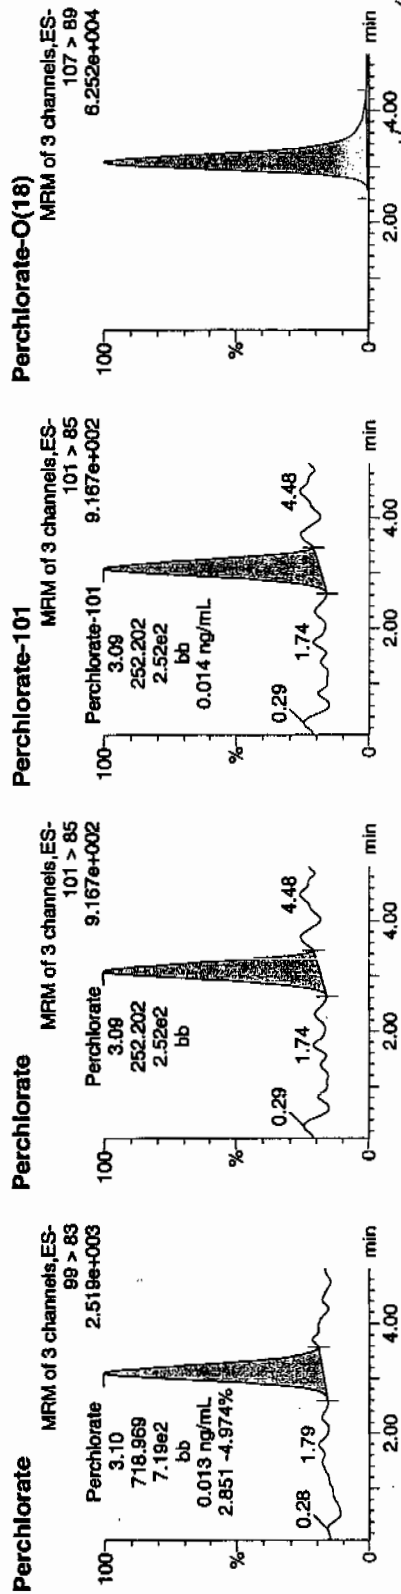 Perchlorate
MRM of 3 channels,ES-
99 > 83
2.519e+003
100
Perchlorate
3.10
718.969
7.19e2
bb
0.013 ng/mL
2.851 -4.974%
%
0.28
1.79
0
2.00
4.00
min
Perchlorate
MRM of 3 channels,ES-
101 > 85
9.167e+002
100
Perchlorate
3.09
252.202
2.52e2
bb
%
0.29
1.74
4.48
0
2.00
4.00
min
Perchlorate-101
MRM of 3 channels,ES-
101 > 85
9.167e+002
100
Perchlorate-101
3.09
252.202
2.52e2
bb
0.014 ng/mL
%
0.29
1.74
4.48
0
2.00
4.00
min
Perchlorate-O(18)
MRM of 3 channels,ES-
107 > 89
6.252e+004
100
%
0
2.00
4.00
min